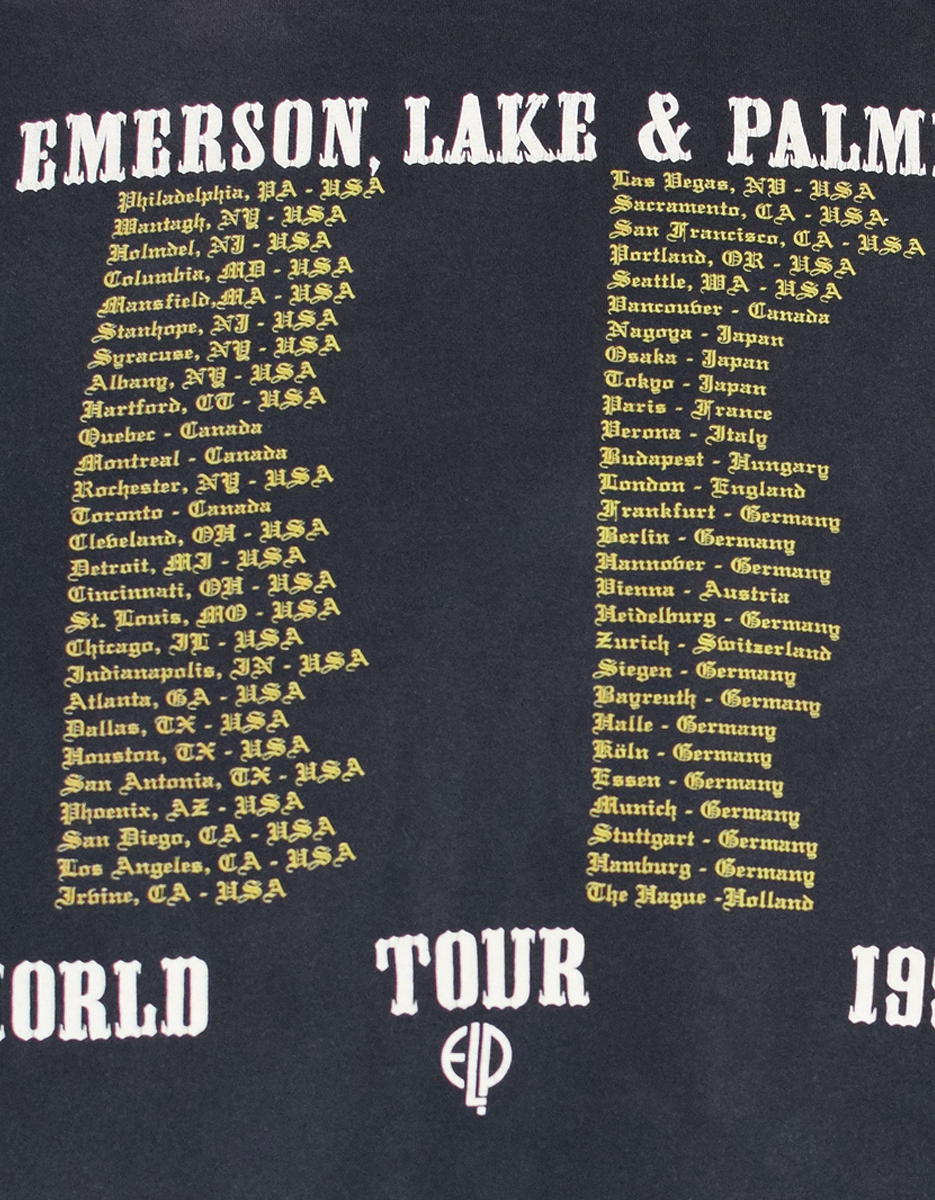 EMERSON, LAKE & PALM
Philadelphia, PA - USA
Wantagh, NY - USA
Holmdel, NJ - USA
Columbia, MD - USA
Mansfield,MA - USA
Stanhope, NJ - USA
Syracuse, NY - USA
Albany, NY - USA
Hartford, CT - USA
Quebec - Canada
Montreal - Canada
Rochester, NY - USA
Toronto - Canada
Cleveland, OH - USA
Detroit, MI - USA
Cincinnati, OH - USA
St. Louis, MO - USA
Chicago, IL - USA
Indianapolis, IN - USA
Atlanta, GA - USA
Dallas, TX - USA
Houston, TX - USA
San Antonia, TX - USA
Phoenix, AZ - USA
San Diego, CA - USA
Los Angeles, CA - USA
Irvine, CA - USA
Las Vegas, NV - USA
Sacramento, CA - USA
San Francisco, CA - USA
Portland, OR - USA
Seattle, WA - USA
Vancouver - Canada
Nagoya - Japan
Osaka - Japan
Tokyo - Japan
Paris - France
Verona - Italy
Budapest - Hungary
London - England
Frankfurt - Germany
Berlin - Germany
Hannover - Germany
Vienna - Austria
Heidelburg - Germany
Zurich - Switzerland
Siegen - Germany
Bayreuth - Germany
Halle - Germany
Köln - Germany
Essen - Germany
Munich - Germany
Stuttgart - Germany
Hamburg - Germany
The Hague -Holland
ORLD TOUR 19
ELP